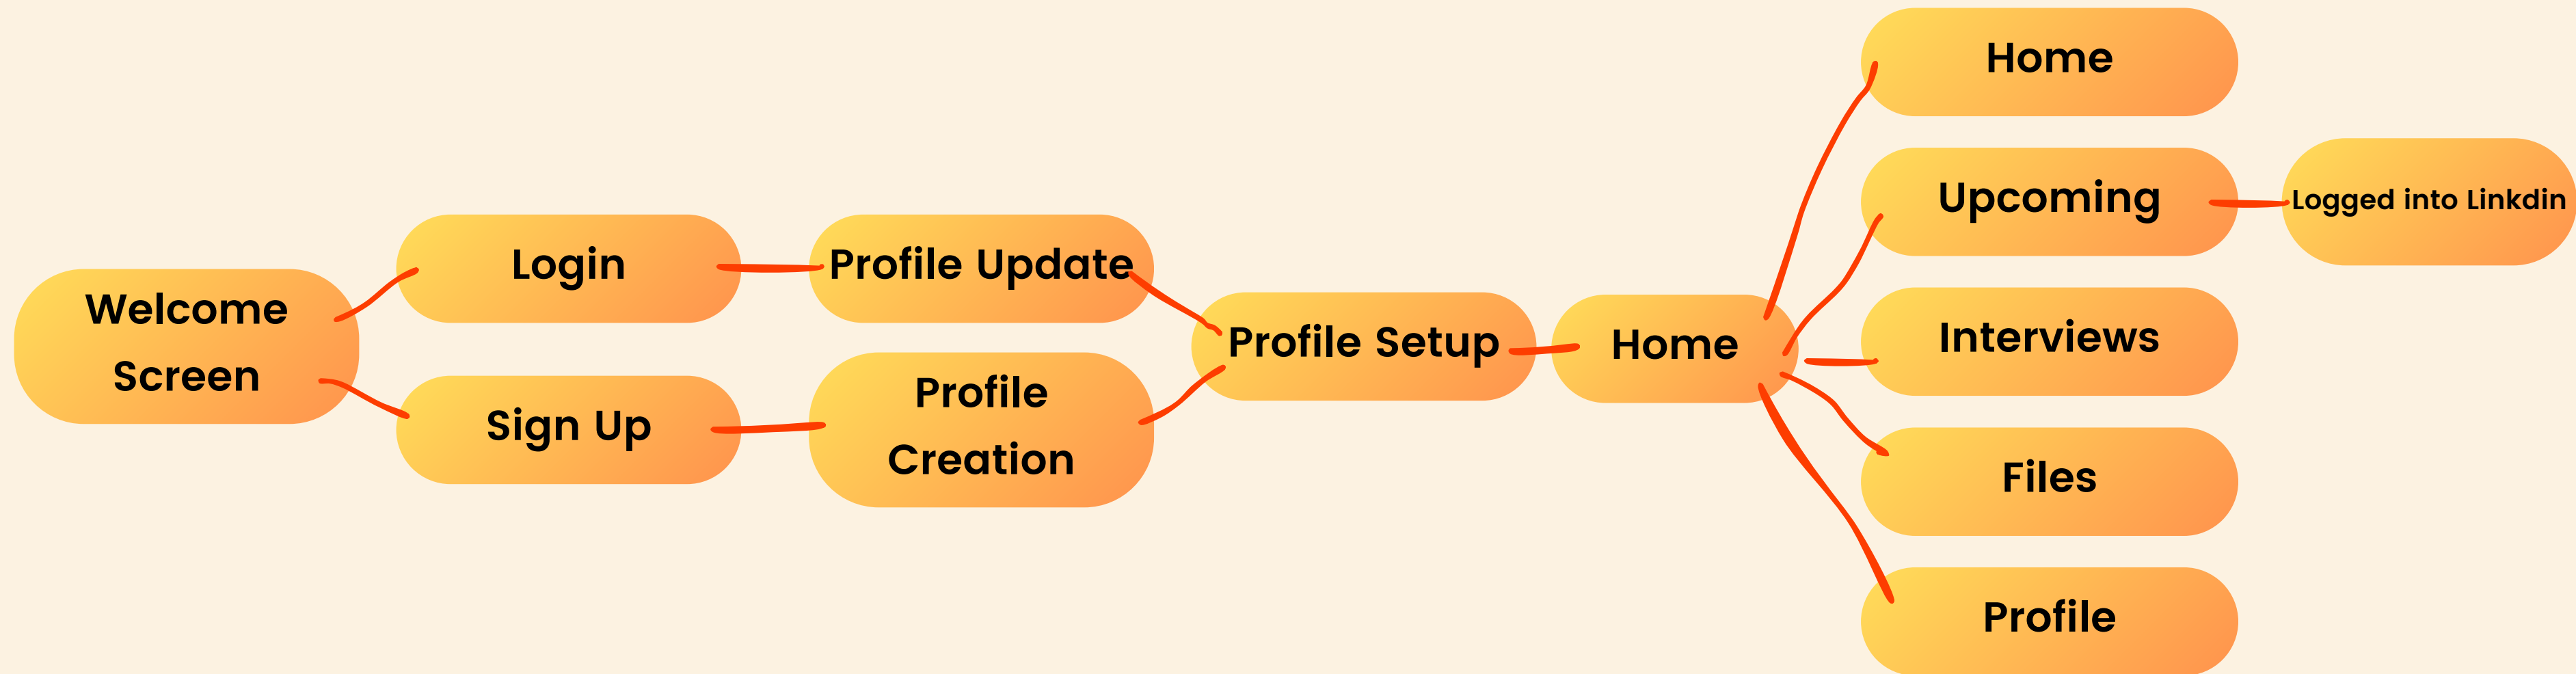 Welcome
Screen
Login
Sign Up
Profile Update
Profile
Creation
Profile Setup
Home
Home
Upcoming
Logged into Linkdin
Interviews
Files
Profile